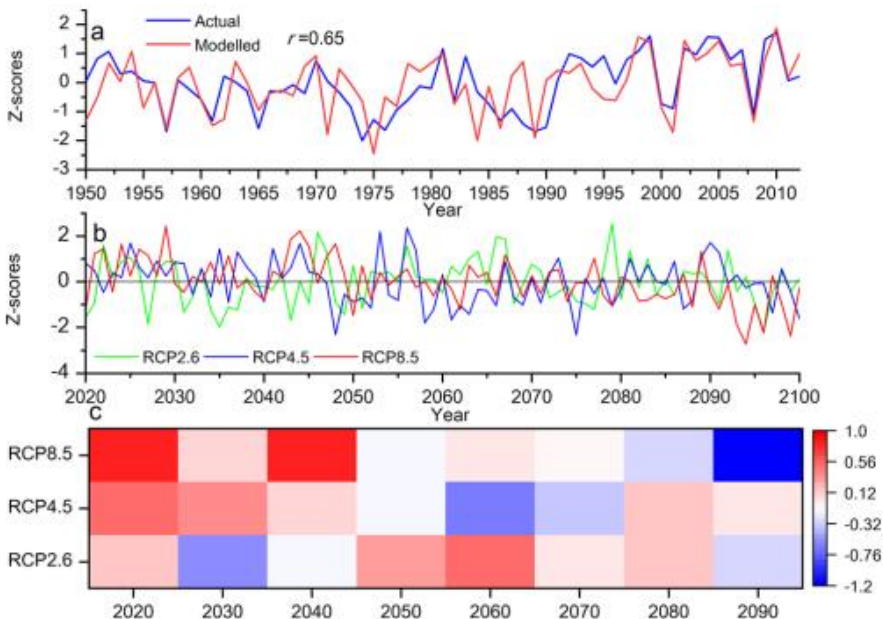 a
Actual
Modelled
r=0.65
Z-scores
2
1
0
-1
-2
-3
1950 1955 1960 1965 1970 1975 1980 1985 1990 1995 2000 2005 2010
Year
b
Z-scores
2
0
-2
-4
RCP2.6 RCP4.5 RCP8.5
2020 2030 2040 2050 2060 2070 2080 2090 2100
Year
c
RCP8.5
RCP4.5
RCP2.6
2020 2030 2040 2050 2060 2070 2080 2090
1.0
0.56
0.12
-0.32
-0.76
-1.2